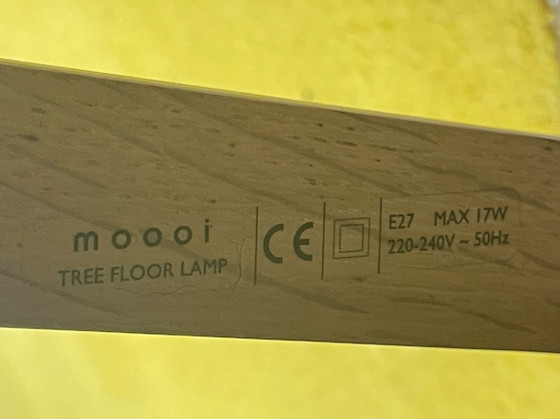 moooi
TREE FLOOR LAMP
CE
E27 MAX 17W
220-240V ~ 50Hz